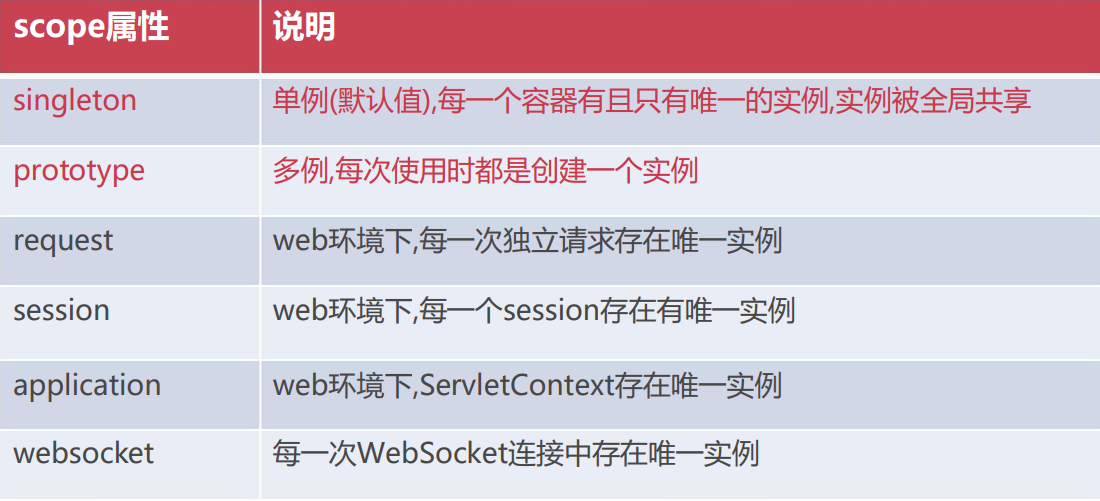 scope属性 说明
singleton 单例(默认值),每一个容器有且只有唯一的实例,实例被全局共享
prototype 多例,每次使用时都是创建一个实例
request web环境下,每一次独立请求存在唯一实例
session web环境下,每一个session存在有唯一实例
application web环境下,ServletContext存在唯一实例
websocket 每一次WebSocket连接中存在唯一实例